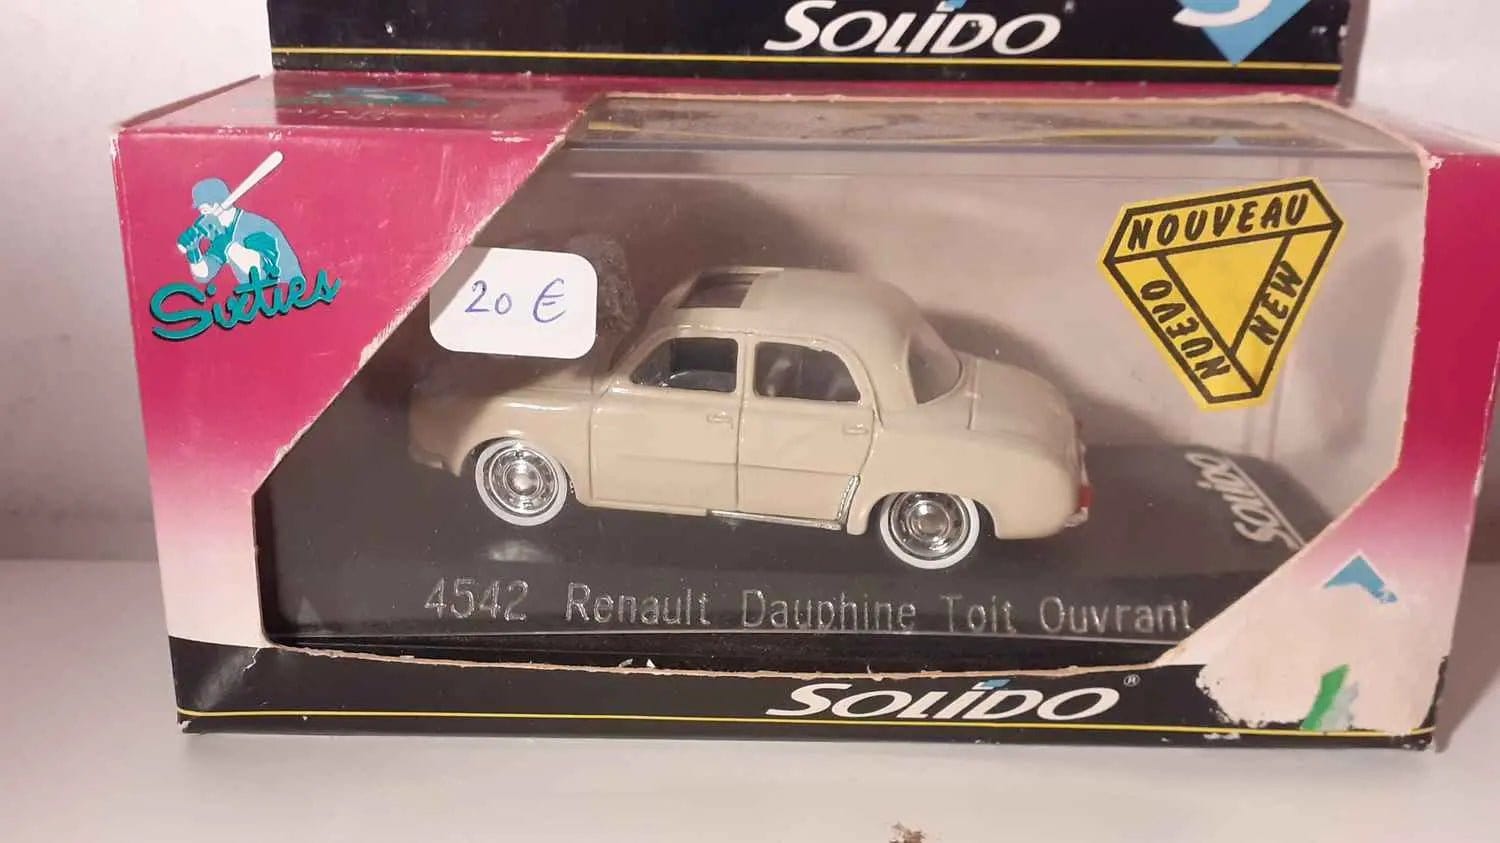 SOLIDO
Sixties
20 €
NOUVEAU
NUEVO
NEW
Solido
4542 Renault Dauphine Toit Ouvrant
SOLIDO®